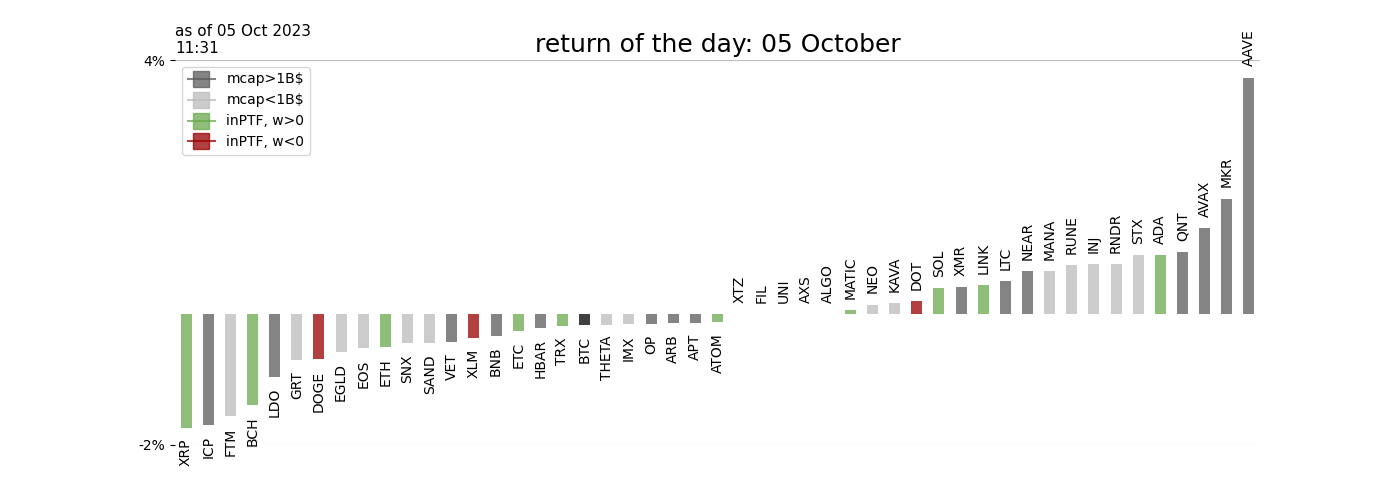 as of 05 Oct 2023
11:31
return of the day: 05 October
4%
mcap>1B$
mcap<1B$
inPTF, w>0
inPTF, w<0
-2%
XRP
ICP
FTM
BCH
LDO
GRT
DOGE
EGLD
EOS
ETH
SNX
SAND
VET
XLM
BNB
ETC
HBAR
TRX
BTC
THETA
IMX
OP
ARB
APT
ATOM
XTZ
FIL
UNI
AXS
ALGO
MATIC
NEO
KAVA
DOT
SOL
XMR
LINK
LTC
NEAR
MANA
RUNE
INJ
RNDR
STX
ADA
QNT
AVAX
MKR
AAVE